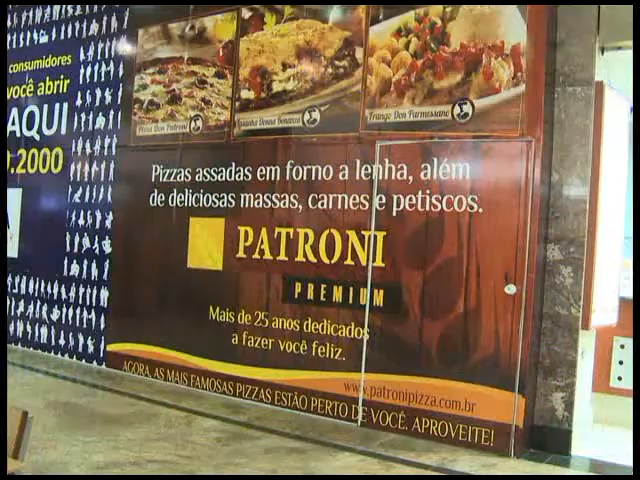 consumidores
você abrir
AQUI
.2000
Pizza Don Patroni
Lasanha Donna Bonanza
Frango Don Parmessano
Pizzas assadas em forno a lenha, além
de deliciosas massas, carnes e petiscos.
PATRONI
PREMIUM
Mais de 25 anos dedicados
a fazer você feliz.
www.patronipizza.com.br
AGORA, AS MAIS FAMOSAS PIZZAS ESTÃO PERTO DE VOCÊ. APROVEITE!